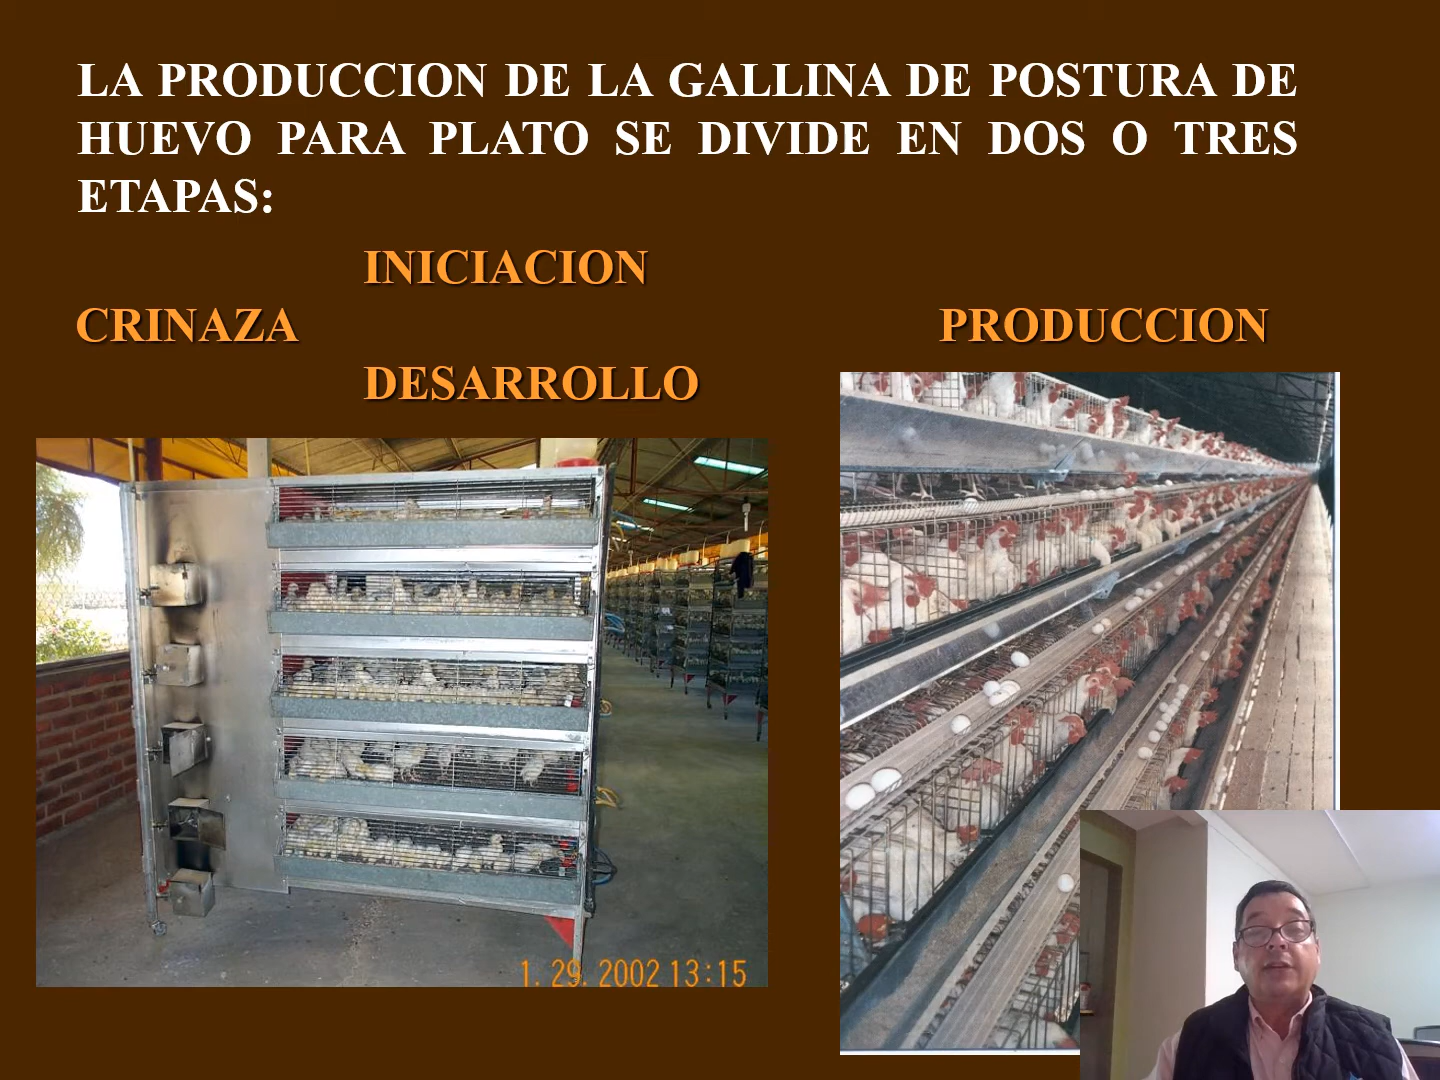 LA PRODUCCION DE LA GALLINA DE POSTURA DE
HUEVO PARA PLATO SE DIVIDE EN DOS O TRES
ETAPAS:
INICIACION
CRINAZA PRODUCCION
DESARROLLO
1. 29. 2002 13:15